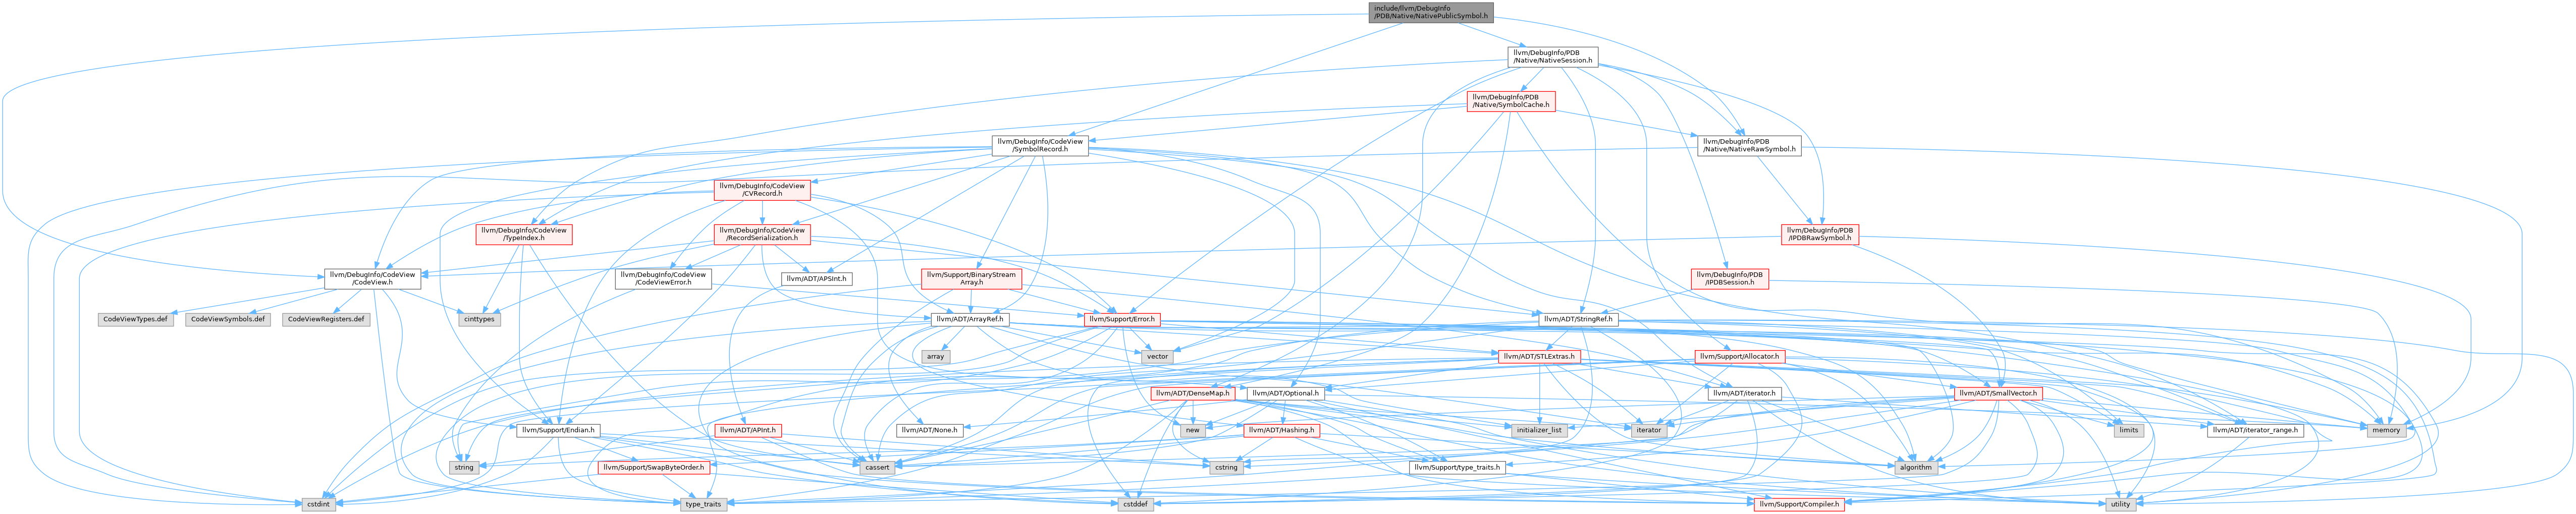 include/llvm/DebugInfo
/PDB/Native/NativePublicSymbol.h
llvm/DebugInfo/PDB
/Native/NativeSession.h
llvm/DebugInfo/PDB
/Native/SymbolCache.h
llvm/DebugInfo/CodeView
/SymbolRecord.h
llvm/DebugInfo/PDB
/Native/NativeRawSymbol.h
llvm/DebugInfo/CodeView
/CVRecord.h
llvm/DebugInfo/CodeView
/TypeIndex.h
llvm/DebugInfo/CodeView
/RecordSerialization.h
llvm/DebugInfo/PDB
/IPDBRawSymbol.h
llvm/DebugInfo/CodeView
/CodeView.h
llvm/DebugInfo/CodeView
/CodeViewError.h
llvm/ADT/APSInt.h
llvm/Support/BinaryStream
Array.h
llvm/DebugInfo/PDB
/IPDBSession.h
CodeViewTypes.def
CodeViewSymbols.def
CodeViewRegisters.def
cinttypes
llvm/ADT/ArrayRef.h
llvm/Support/Error.h
llvm/ADT/StringRef.h
array
vector
llvm/ADT/STLExtras.h
llvm/Support/Allocator.h
llvm/ADT/DenseMap.h
llvm/ADT/Optional.h
llvm/ADT/iterator.h
llvm/ADT/SmallVector.h
llvm/Support/Endian.h
llvm/ADT/APInt.h
llvm/ADT/None.h
new
llvm/ADT/Hashing.h
initializer_list
iterator
limits
llvm/ADT/iterator_range.h
memory
string
llvm/Support/SwapByteOrder.h
cassert
cstring
llvm/Support/type_traits.h
algorithm
cstdint
type_traits
cstddef
llvm/Support/Compiler.h
utility